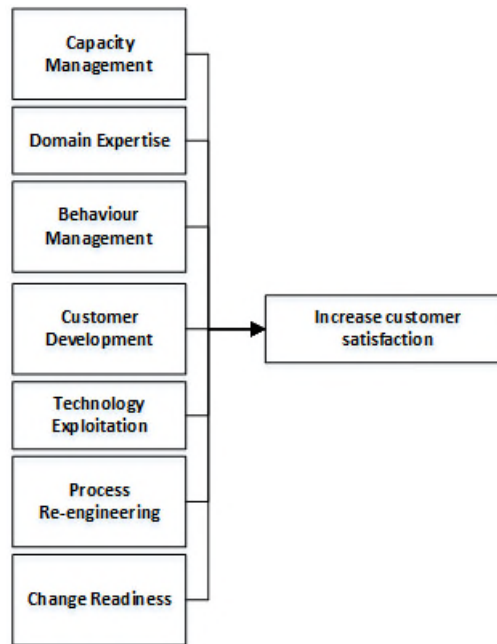 Capacity
Management
Domain Expertise
Behaviour
Management
Customer
Development
Increase customer
satisfaction
Technology
Exploitation
Process
Re-engineering
Change Readiness